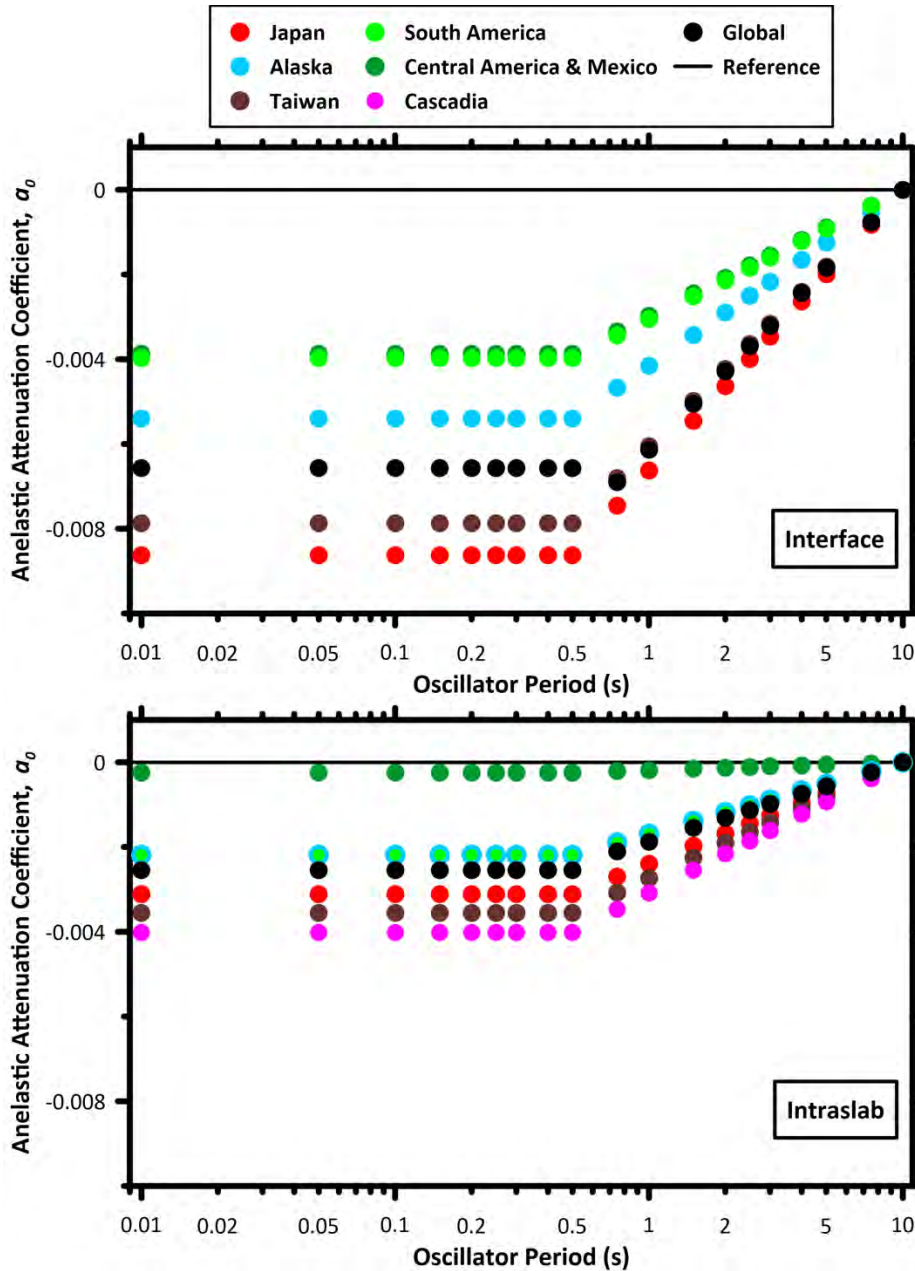 Japan South America Global
Alaska Central America & Mexico Reference
Taiwan Cascadia
Anelastic Attenuation Coefficient, a₀
0
-0.004
-0.008
Interface
0.01 0.02 0.05 0.1 0.2 0.5 1 2 5 10
Oscillator Period (s)
Anelastic Attenuation Coefficient, a₀
0
-0.004
-0.008
Intraslab
0.01 0.02 0.05 0.1 0.2 0.5 1 2 5 10
Oscillator Period (s)